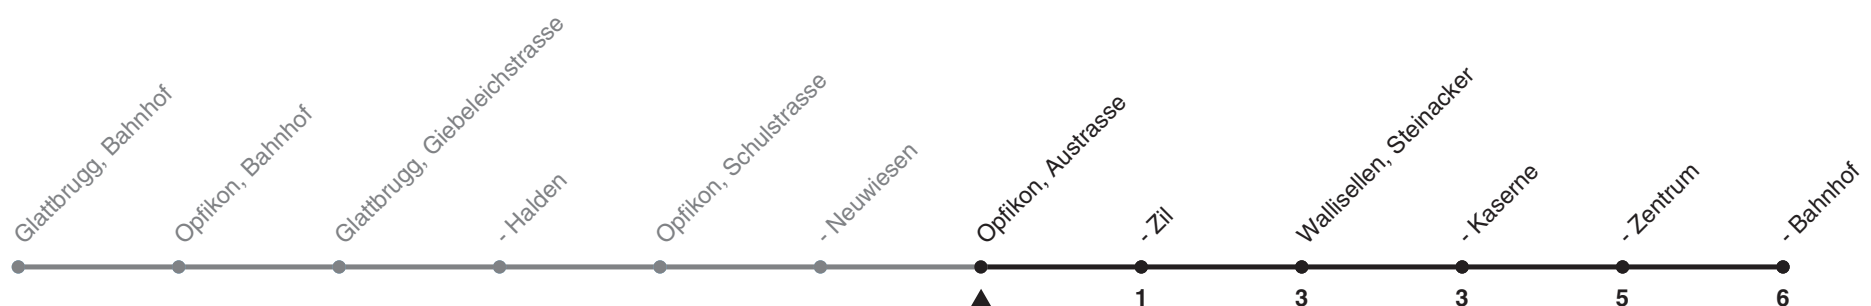 Glattbrugg, Bahnhof
Opfikon, Bahnhof
Glattbrugg, Giebeleichstrasse
- Halden
Opfikon, Schulstrasse
- Neuwiesen
Opfikon, Austrasse
- Zil
Wallisellen, Steinacker
- Kaserne
- Zentrum
- Bahnhof
1 3 3 5 6